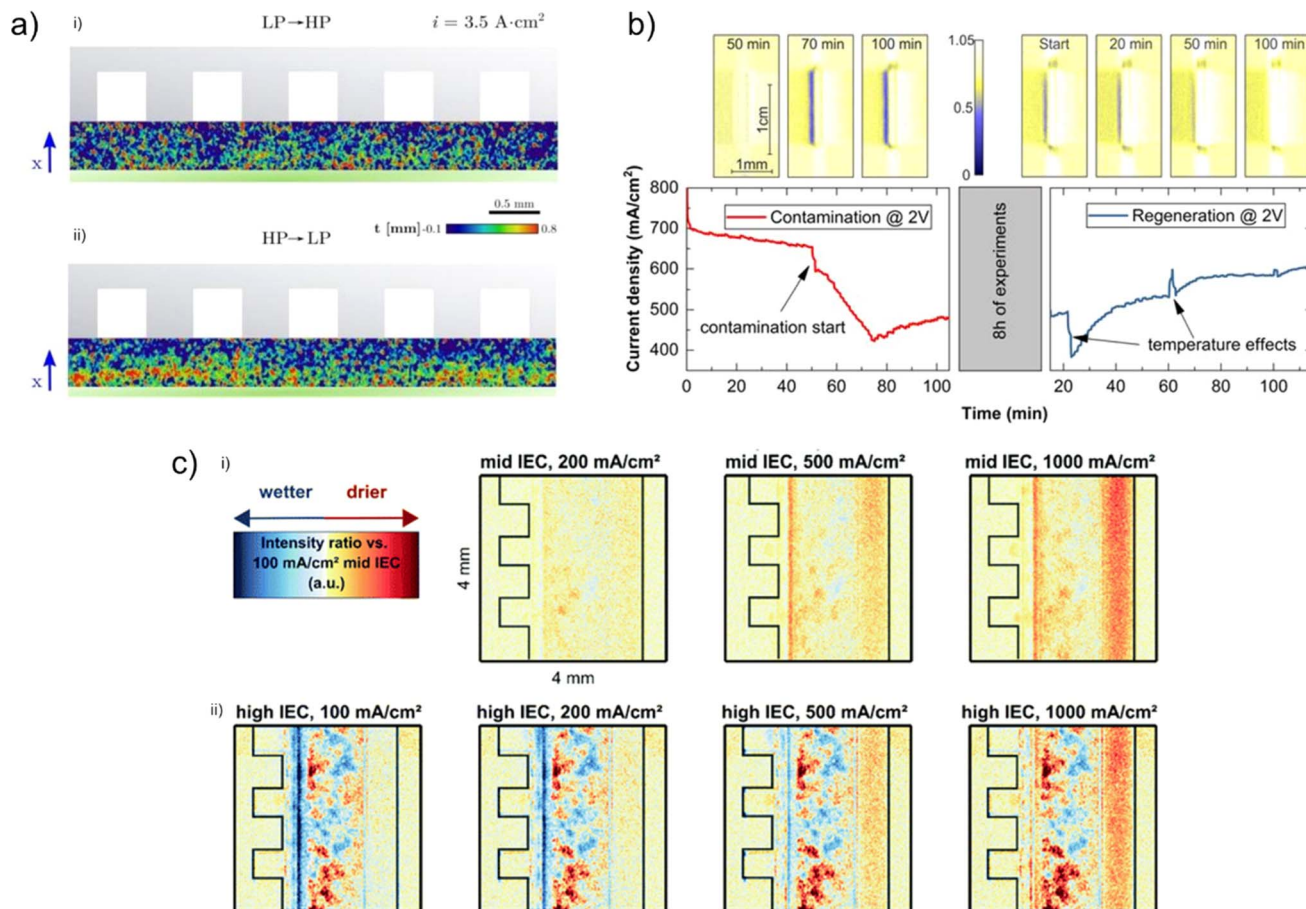 a)
i)
LP→HP
i = 3.5 A·cm²
x
0.5 mm
ii)
HP→LP
t [mm] -0.1
0.8
x
b)
50 min
70 min
100 min
1cm
1mm
1.05
0.5
0
Start
20 min
50 min
100 min
Current density (mA/cm²)
800
700
600
500
400
Contamination @ 2V
contamination start
0 20 40 60 80 100
8h of experiments
Regeneration @ 2V
temperature effects
20 40 60 80 100
Time (min)
c)
i)
wetter drier
Intensity ratio vs.
100 mA/cm² mid IEC
(a.u.)
mid IEC, 200 mA/cm²
mid IEC, 500 mA/cm²
mid IEC, 1000 mA/cm²
4 mm
4 mm
ii)
high IEC, 100 mA/cm²
high IEC, 200 mA/cm²
high IEC, 500 mA/cm²
high IEC, 1000 mA/cm²